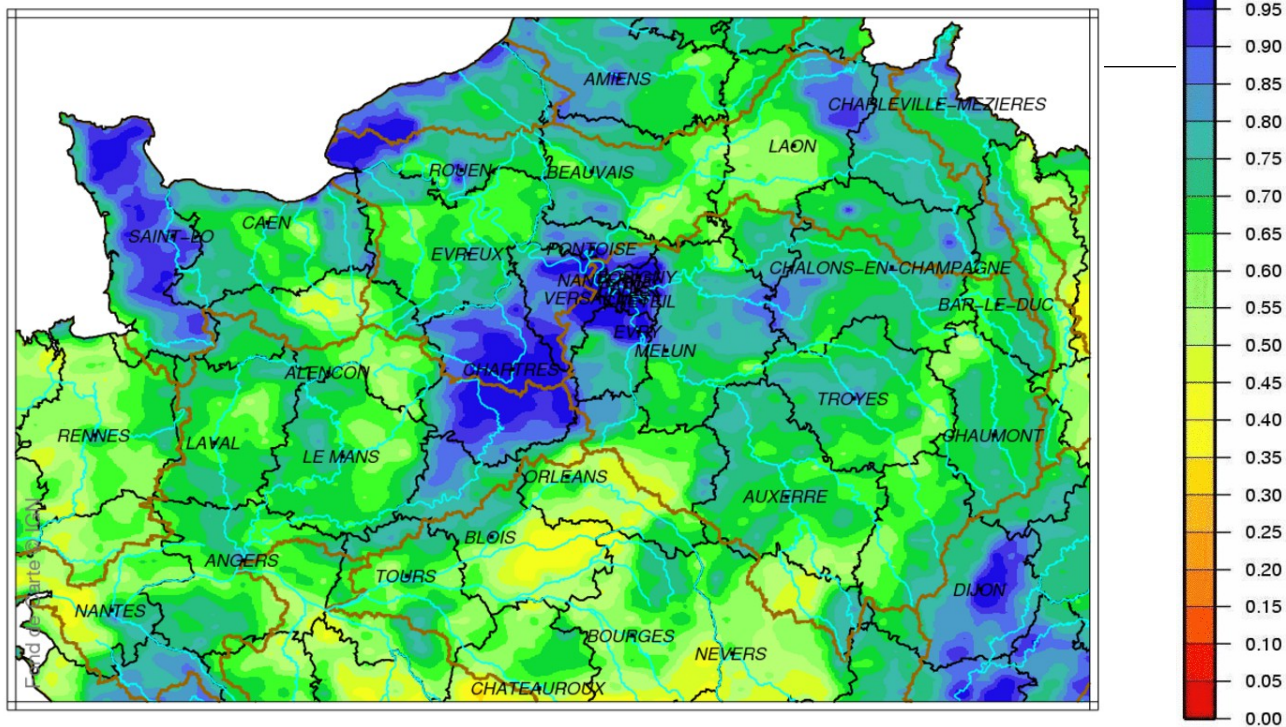 0.95
0.90
0.85
0.80
0.75
0.70
0.65
0.60
0.55
0.50
0.45
0.40
0.35
0.30
0.25
0.20
0.15
0.10
0.05
0.00
AMIENS
CHARLEVILLE-MEZIERES
LAON
ROUEN
BEAUVAIS
CAEN
SAINT-LO
EVREUX
PONTOISE
CHALONS-EN-CHAMPAGNE
BAR-LE-DUC
EVRY
MELUN
CHARTRES
ALENCON
TROYES
RENNES
LAVAL
LE MANS
CHAUMONT
ORLEANS
AUXERRE
BLOIS
ANGERS
TOURS
DIJON
NANTES
BOURGES
NEVERS
CHATEAUROUX
Fond de carte © IGN